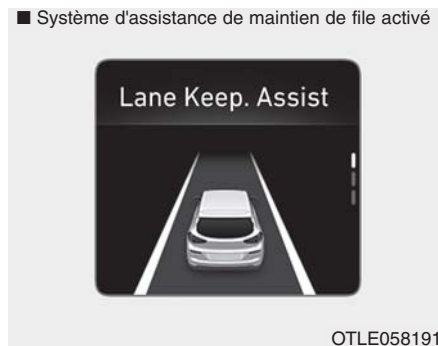 ■ Système d'assistance de maintien de file activé
Lane Keep. Assist
OTLE058191